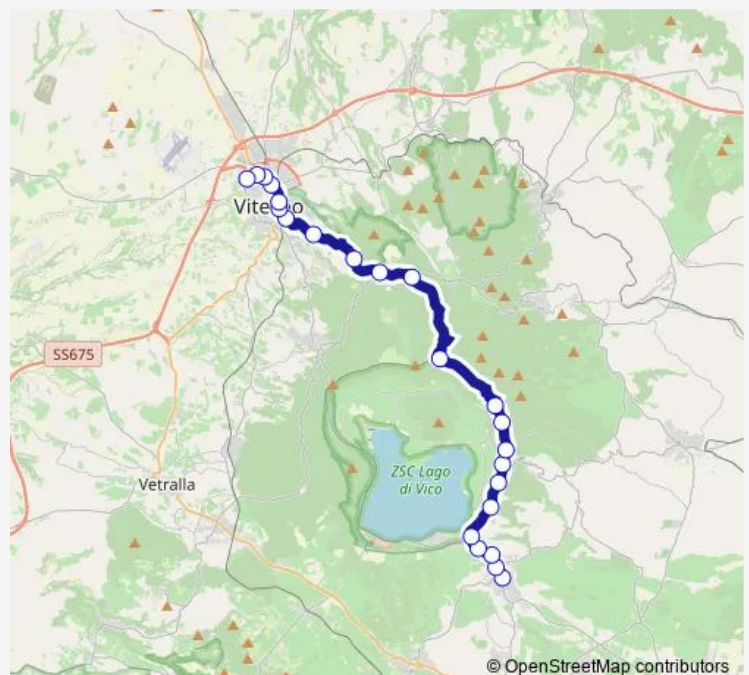 Viterbo
SS675
ZSC Lago
di Vico
Vetralla
© OpenStreetMap contributors